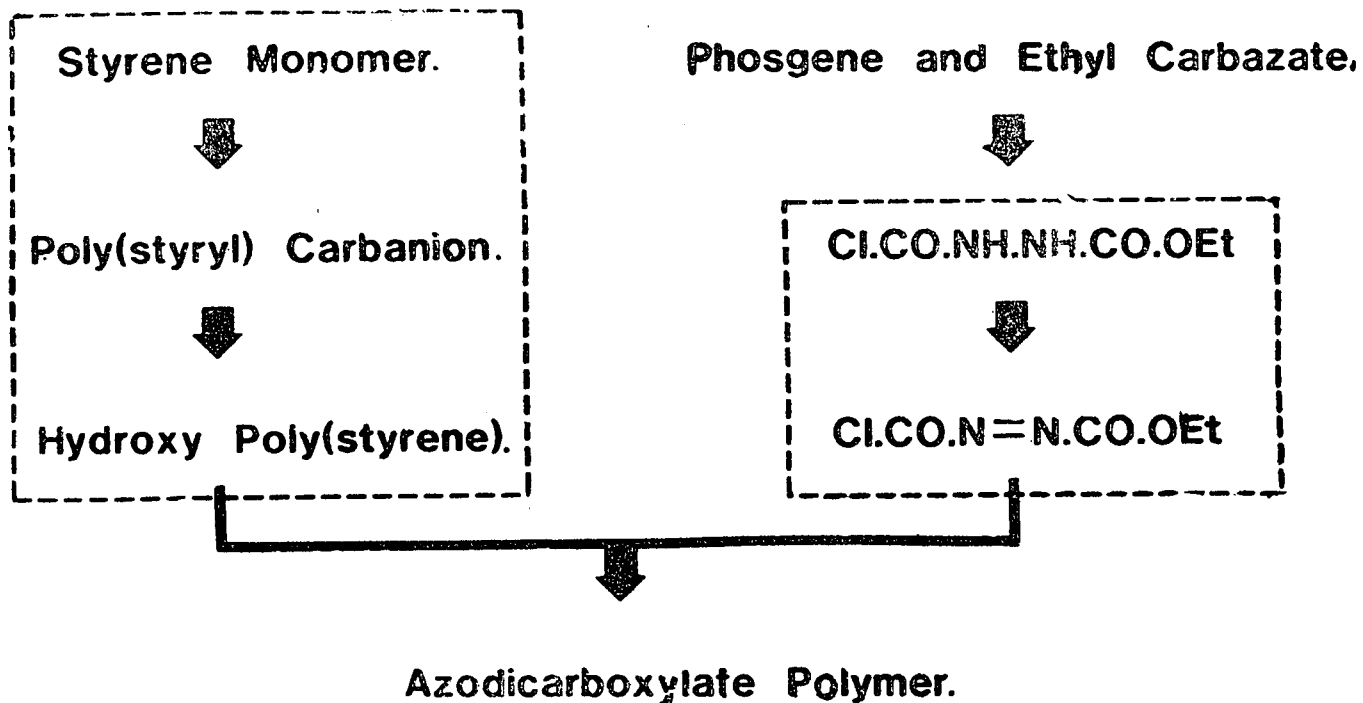 Styrene Monomer.
Phosgene and Ethyl Carbazate.
Poly(styryl) Carbanion.
Cl.CO.NH.NH.CO.OEt
Hydroxy Poly(styrene).
Cl.CO.N=N.CO.OEt
Azodicarboxylate Polymer.